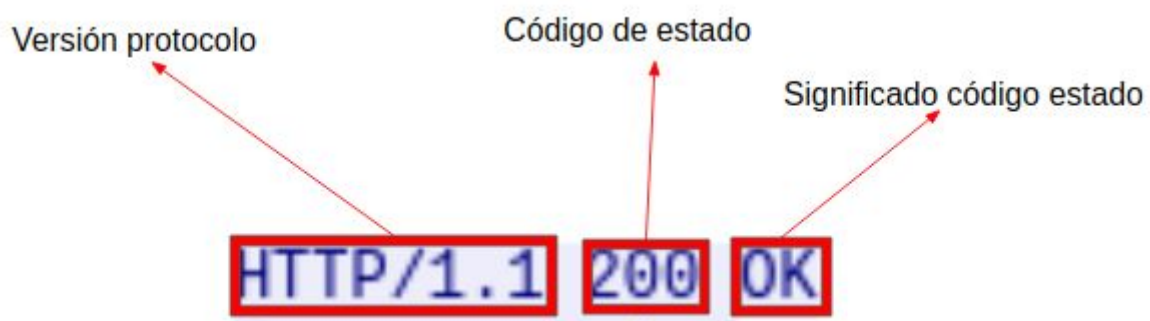 Versión protocolo
Código de estado
Significado código estado
HTTP/1.1 200 OK